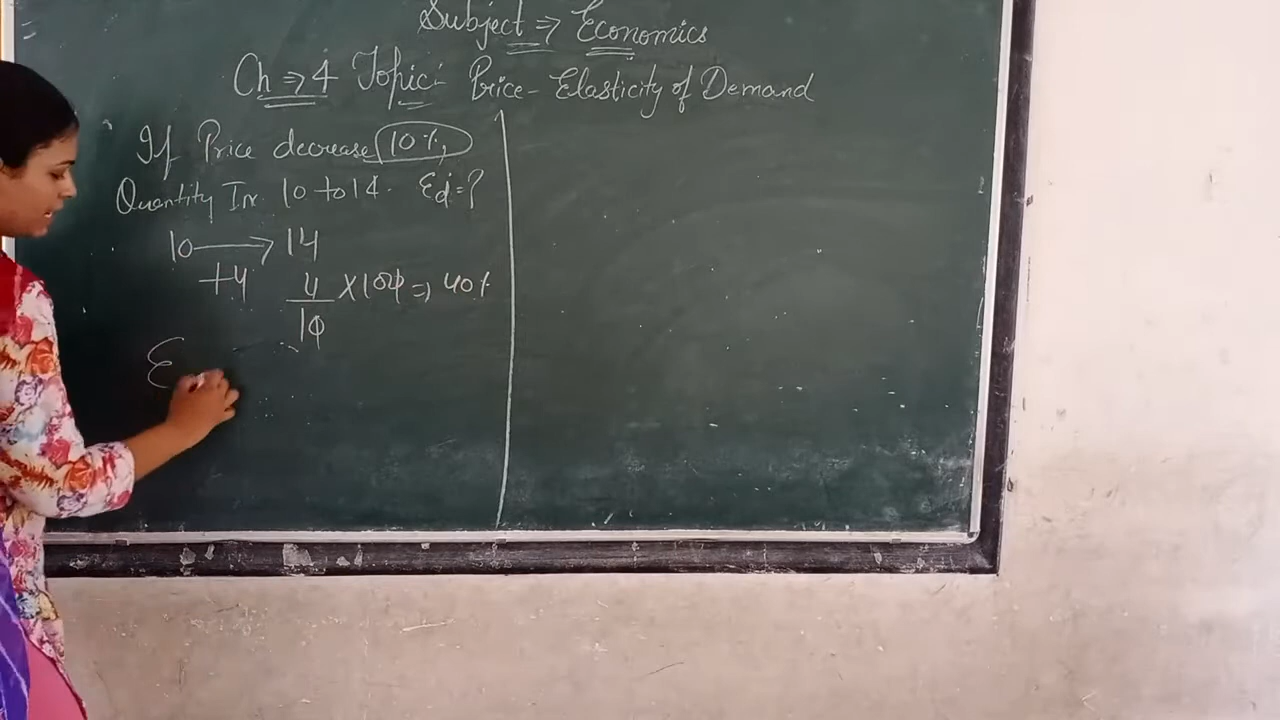 Subject ⇒ Economics
Ch ⇒ 4 Topic:- Price - Elasticity of Demand
If Price decrease 10%,
Quantity In. 10 to 14. Ed = ?
10 → 14
+4
4/10 × 100 ⇒ 40%
E